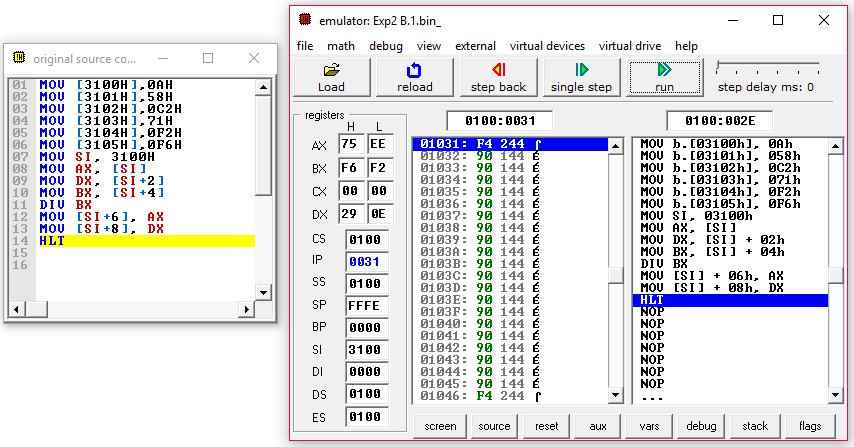 original source co...
01 MOV [3100H],0AH
02 MOV [3101H],58H
03 MOV [3102H],0C2H
04 MOV [3103H],71H
05 MOV [3104H],0F2H
06 MOV [3105H],0F6H
07 MOV SI, 3100H
08 MOV AX, [SI]
09 MOV DX, [SI+2]
10 MOV BX, [SI+4]
11 DIV BX
12 MOV [SI+6], AX
13 MOV [SI+8], DX
14 HLT
15
16
emulator: Exp2 B.1.bin_
file math debug view external virtual devices virtual drive help
Load reload step back single step run step delay ms: 0
registers
H L
AX 75 EE
BX F6 F2
CX 00 00
DX 29 0E
CS 0100
IP 0031
SS 0100
SP FFFE
BP 0000
SI 3100
DI 0000
DS 0100
ES 0100
0100:0031
01031: F4 244 ⌠
01032: 90 144 É
01033: 90 144 É
01034: 90 144 É
01035: 90 144 É
01036: 90 144 É
01037: 90 144 É
01038: 90 144 É
01039: 90 144 É
0103A: 90 144 É
0103B: 90 144 É
0103C: 90 144 É
0103D: 90 144 É
0103E: 90 144 É
0103F: 90 144 É
01040: 90 144 É
01041: 90 144 É
01042: 90 144 É
01043: 90 144 É
01044: 90 144 É
01045: 90 144 É
01046: F4 244 ⌠
0100:002E
MOV b.[03100h], 0Ah
MOV b.[03101h], 058h
MOV b.[03102h], 0C2h
MOV b.[03103h], 071h
MOV b.[03104h], 0F2h
MOV b.[03105h], 0F6h
MOV SI, 03100h
MOV AX, [SI]
MOV DX, [SI] + 02h
MOV BX, [SI] + 04h
DIV BX
MOV [SI] + 06h, AX
MOV [SI] + 08h, DX
HLT
NOP
NOP
NOP
NOP
NOP
NOP
NOP
...
screen source reset aux vars debug stack flags